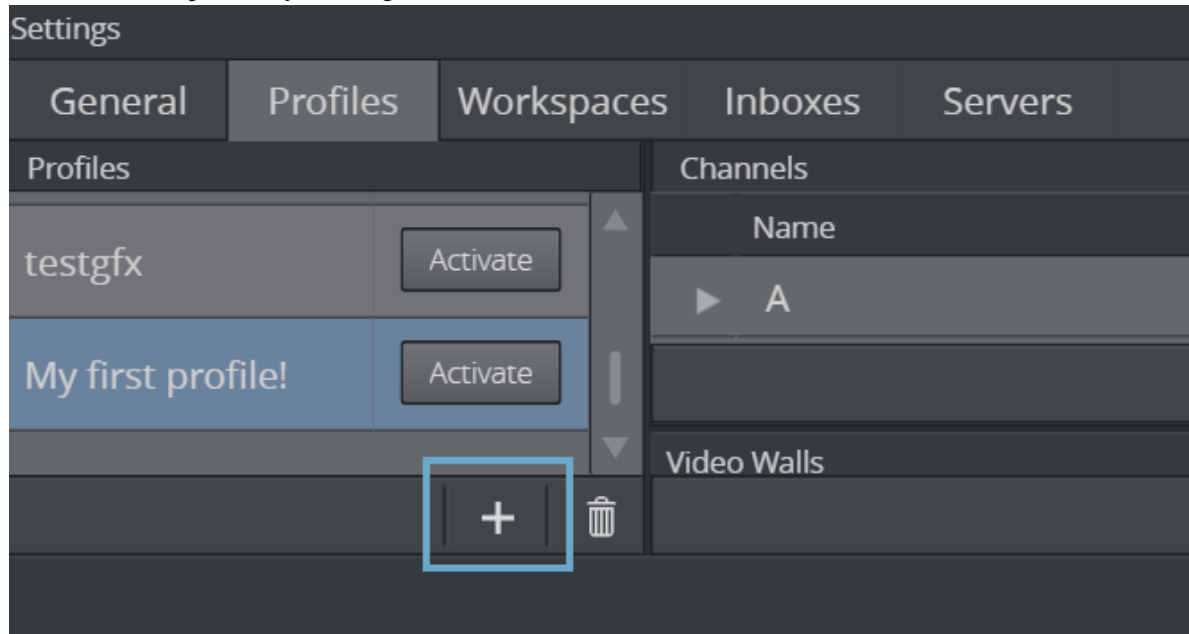 Settings
General Profiles Workspaces Inboxes Servers
Profiles
testgfx Activate
My first profile! Activate
+
Channels
Name
A
Video Walls